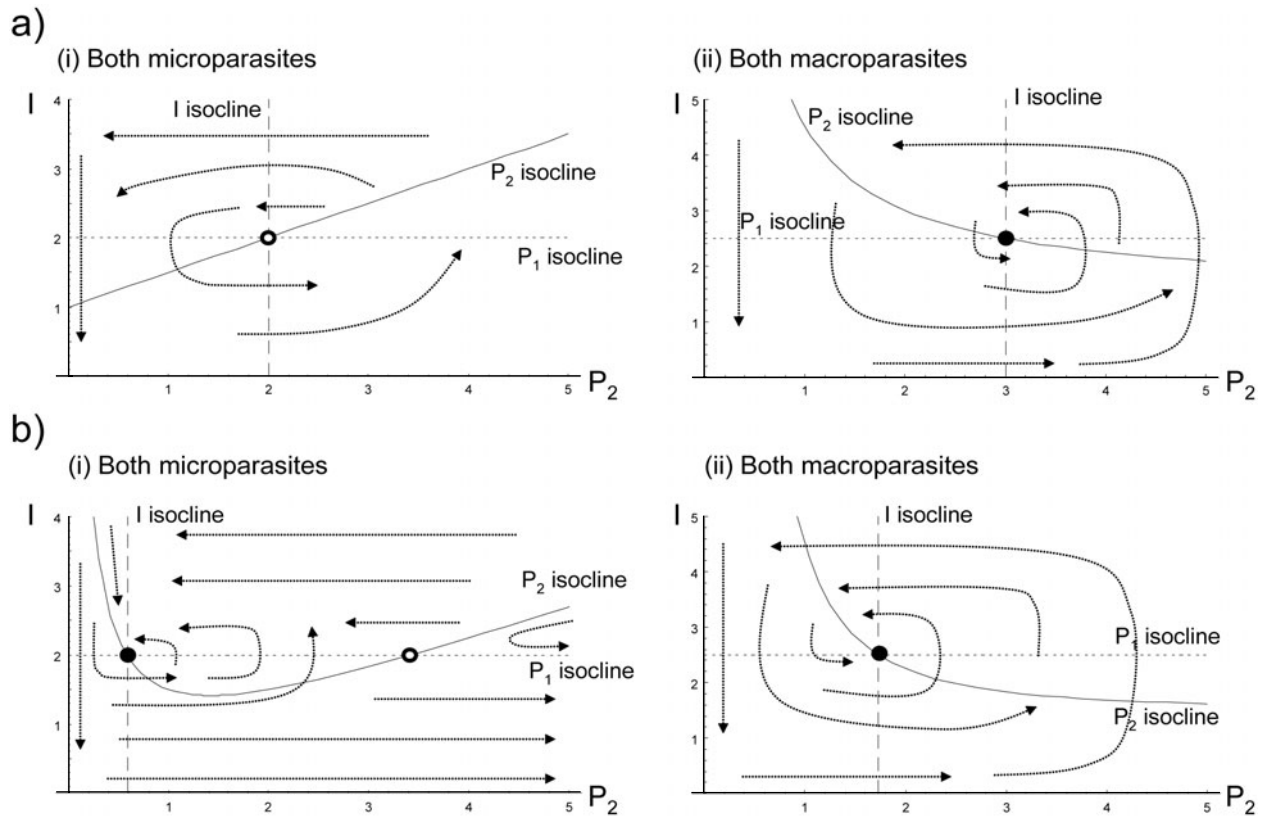 a)
(i) Both microparasites
I
I isocline
4
3
P2 isocline
2
P1 isocline
1
1 2 3 4 5 P2
(ii) Both macroparasites
I
I isocline
5
P2 isocline
4
3
P1 isocline
2
1
1 2 3 4 5 P2
b)
(i) Both microparasites
I
I isocline
4
3
P2 isocline
2
P1 isocline
1
1 2 3 4 5 P2
(ii) Both macroparasites
I
I isocline
5
4
3
P1 isocline
2
P2 isocline
1
1 2 3 4 5 P2